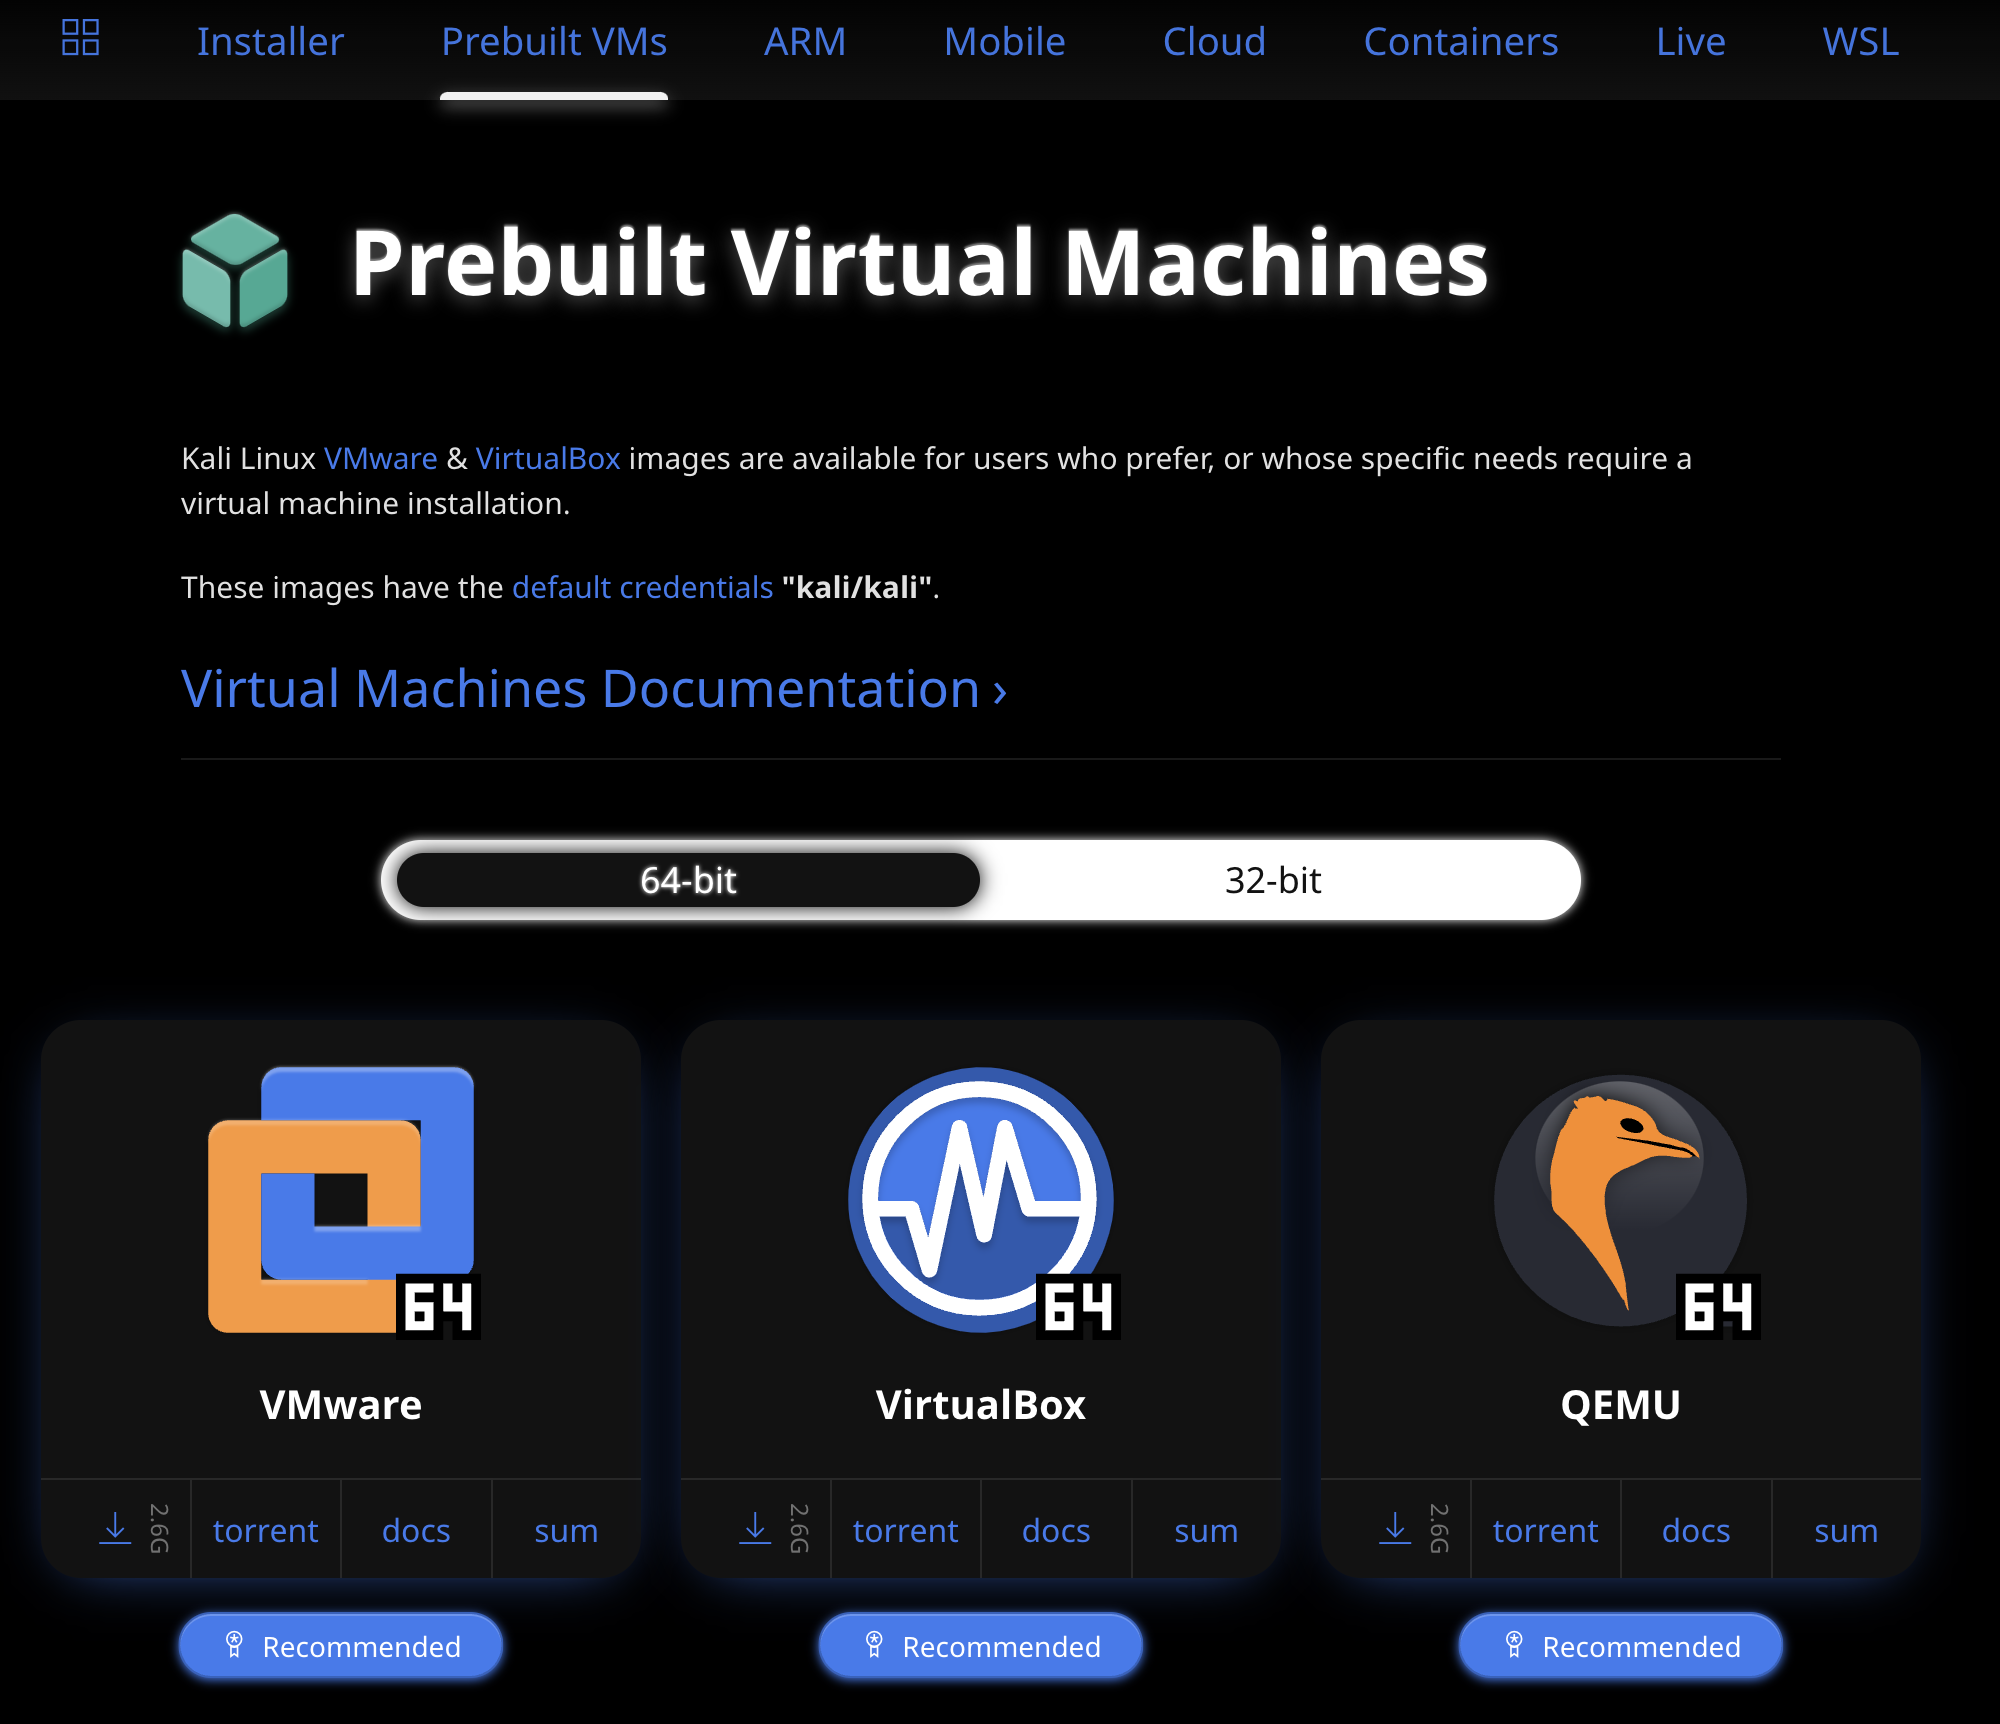 Installer Prebuilt VMs ARM Mobile Cloud Containers Live WSL
Prebuilt Virtual Machines
Kali Linux VMware & VirtualBox images are available for users who prefer, or whose specific needs require a
virtual machine installation.
These images have the default credentials "kali/kali".
Virtual Machines Documentation ›
64-bit 32-bit
64 64 64
VMware VirtualBox QEMU
2.6G torrent docs sum 2.6G torrent docs sum 2.6G torrent docs sum
Recommended Recommended Recommended